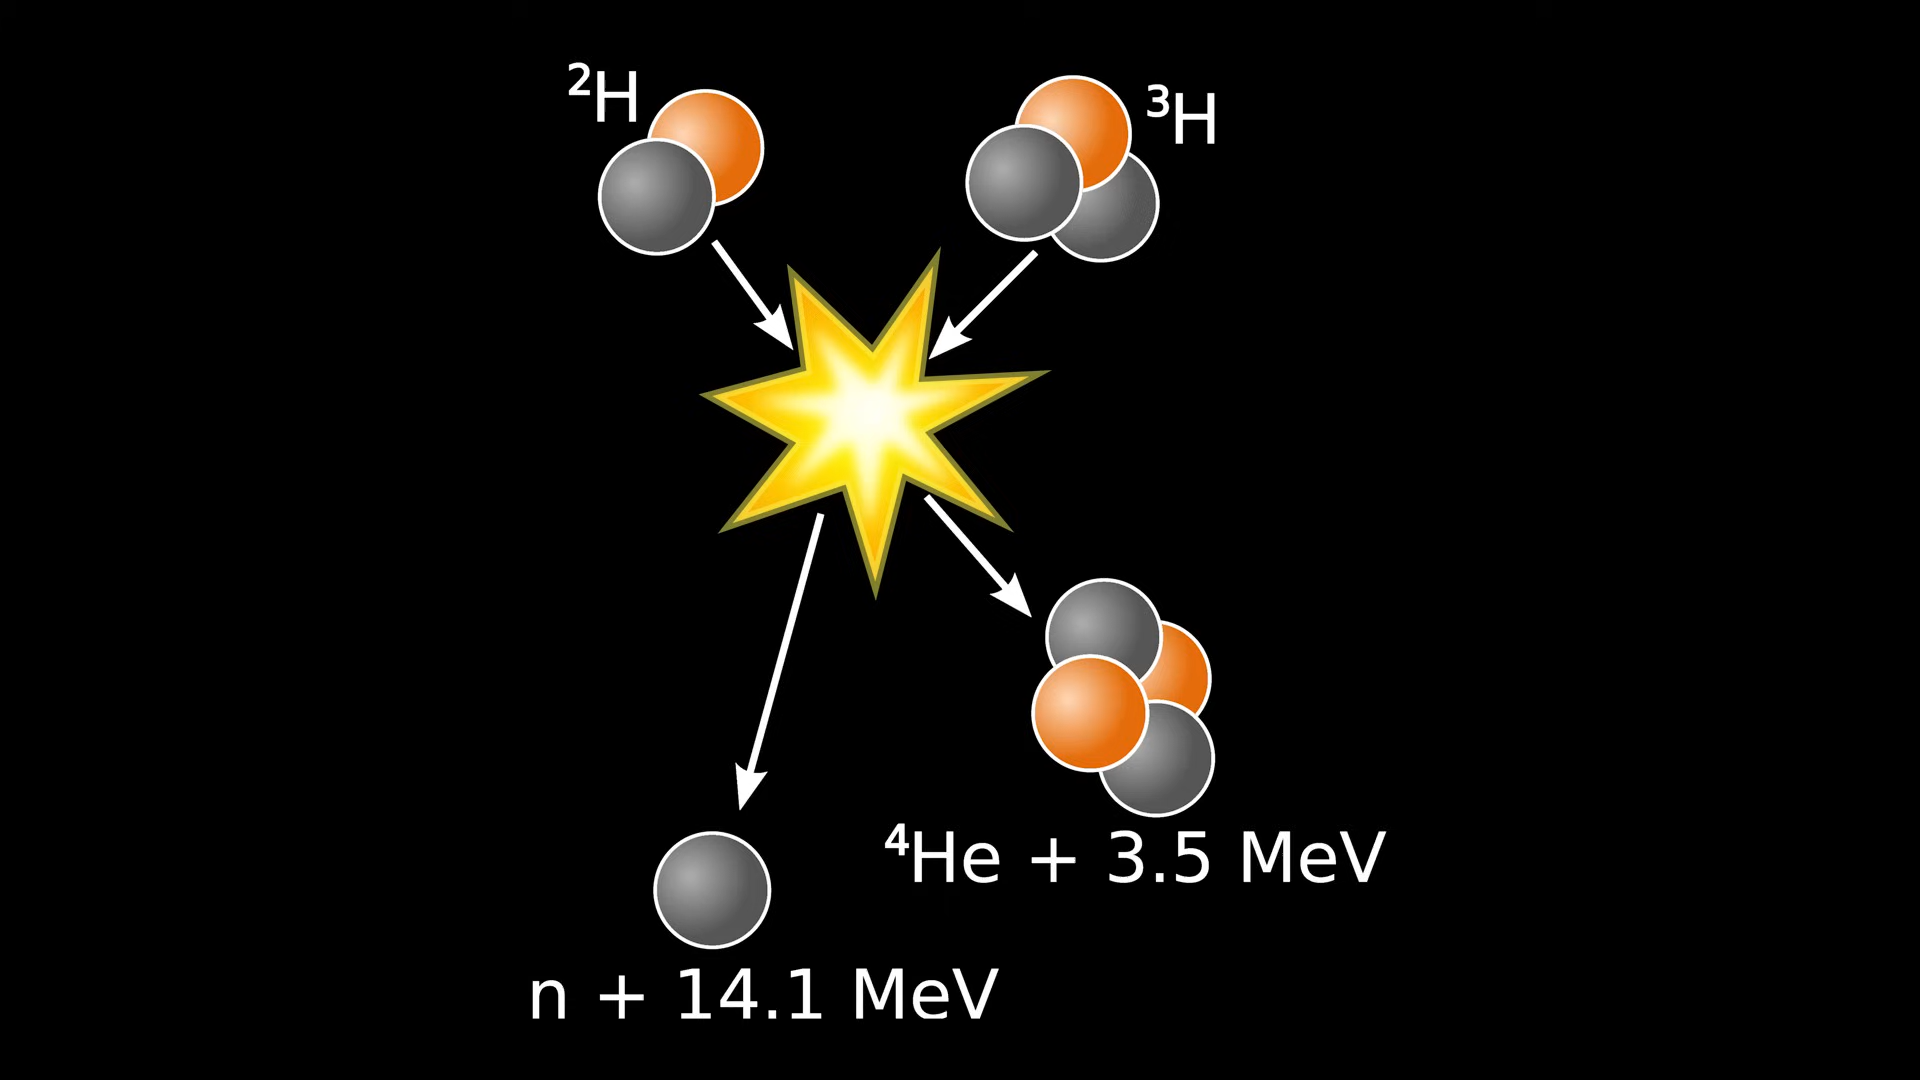 ²H
³H
⁴He + 3.5 MeV
n + 14.1 MeV